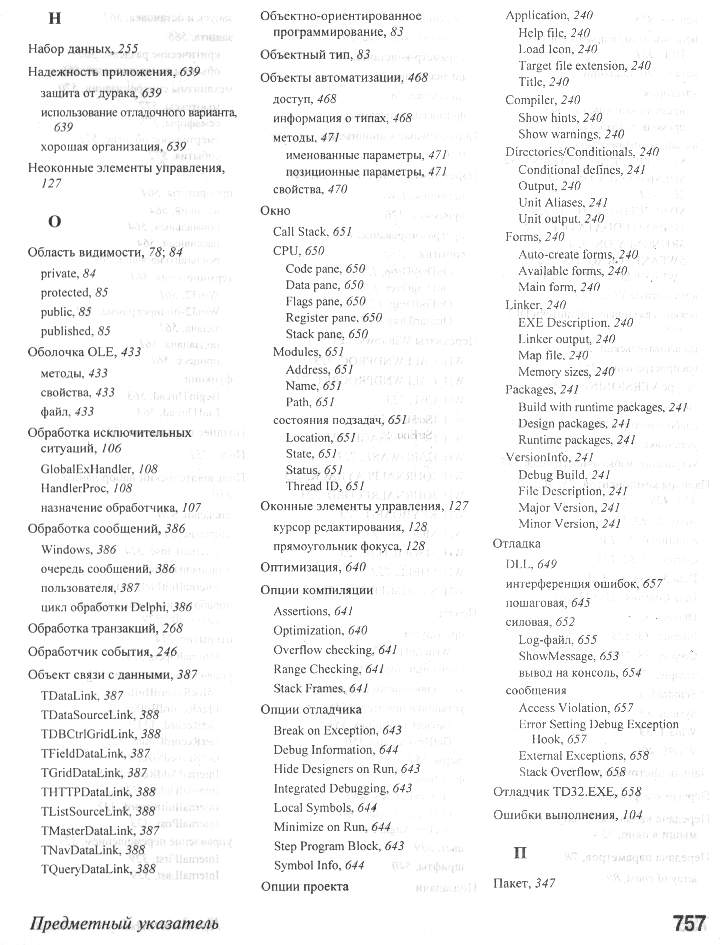 Н
Набор данных, 255
Надежность приложения, 639
защита от дурака, 639
использование отладочного варианта,
639
хорошая организация, 639
Неоконные элементы управления,
127
О
Область видимости, 78; 84
private, 84
protected, 85
public, 85
published, 85
Оболочка OLE, 433
методы, 433
свойства, 433
файл, 433
Обработка исключительных
ситуаций, 106
GlobalExHandler, 108
HandlerProc, 108
назначение обработчика, 107
Обработка сообщений, 386
Windows, 386
очередь сообщений, 386
пользователя, 387
цикл обработки Delphi, 386
Обработка транзакций, 268
Обработчик события, 246
Объект связи с данными, 387
TDataLink, 387
TDataSourceLink, 388
TDBCtrlGridLink, 388
TFieldDataLink, 387
TGridDataLink, 387
THTTPDataLink, 388
TListSourceLink, 388
TMasterDataLink, 387
TNavDataLink, 388
TQueryDataLink, 388
Объектно-ориентированное
программирование, 83
Объектный тип, 83
Объекты автоматизации, 468
доступ, 468
информация о типах, 468
методы, 471
именованные параметры, 471
позиционные параметры, 471
свойства, 470
Окно
Call Stack, 651
CPU, 650
Code pane, 650
Data pane, 650
Flags pane, 650
Register pane, 650
Stack pane, 650
Modules, 651
Address, 651
Name, 651
Path, 651
состояния подзадач, 651
Location, 651
State, 651
Status, 651
Thread ID, 651
Оконные элементы управления, 127
курсор редактирования, 128
прямоугольник фокуса, 128
Оптимизация, 640
Опции компиляции
Assertions, 641
Optimization, 640
Overflow checking, 641
Range Checking, 641
Stack Frames, 641
Опции отладчика
Break on Exception, 643
Debug Information, 644
Hide Designers on Run, 643
Integrated Debugging, 643
Local Symbols, 644
Minimize on Run, 644
Step Program Block, 643
Symbol Info, 644
Опции проекта
Application, 240
Help file, 240
Load Icon, 240
Target file extension, 240
Title, 240
Compiler, 240
Show hints, 240
Show warnings, 240
Directories/Conditionals, 240
Conditional defines, 241
Output, 240
Unit Aliases, 241
Unit output, 240
Forms, 240
Auto-create forms, 240
Available forms, 240
Main form, 240
Linker, 240
EXE Description, 240
Linker output, 240
Map file, 240
Memory sizes, 240
Packages, 241
Build with runtime packages, 241
Design packages, 241
Runtime packages, 241
VersionInfo, 241
Debug Build, 241
File Description, 241
Major Version, 241
Minor Version, 241
Отладка
DLL, 649
интерференция ошибок, 657
пошаговая, 645
силовая, 652
Log-файл, 655
ShowMessage, 653
вывод на консоль, 654
сообщения
Access Violation, 657
Error Setting Debug Exception
Hook, 657
External Exceptions, 658
Stack Overflow, 658
Отладчик TD32.EXE, 658
Ошибки выполнения, 104
П
Пакет, 347
Предметный указатель
757